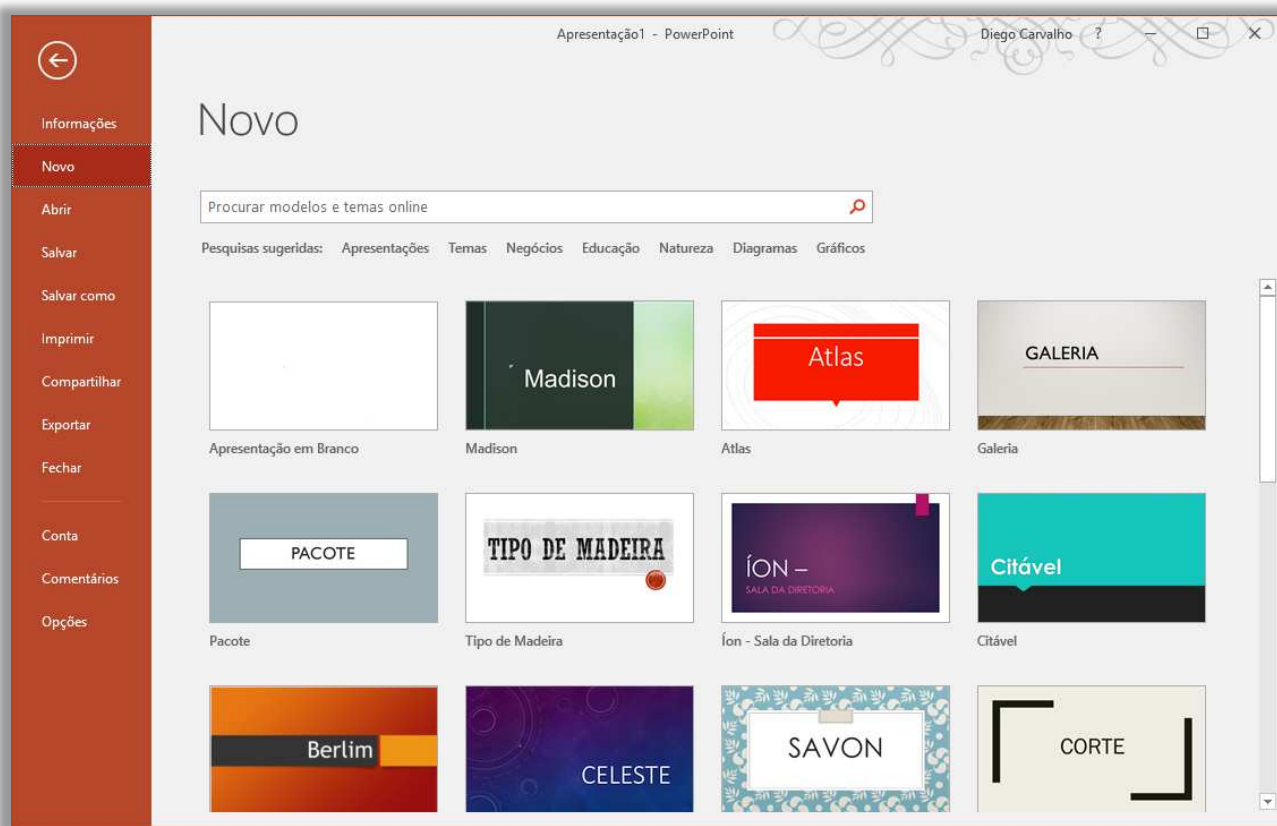 Apresentação1 - PowerPoint
Diego Carvalho ?
Informações
Novo
Abrir
Salvar
Salvar como
Imprimir
Compartilhar
Exportar
Fechar
Conta
Comentários
Opções
Novo
Procurar modelos e temas online
Pesquisas sugeridas: Apresentações Temas Negócios Educação Natureza Diagramas Gráficos
Madison
Atlas
GALERIA
Apresentação em Branco Madison Atlas Galeria
PACOTE
TIPO DE MADEIRA
ÍON –
SALA DA DIRETORIA
Citável
Pacote Tipo de Madeira Íon - Sala da Diretoria Citável
Berlim
CELESTE
SAVON
CORTE